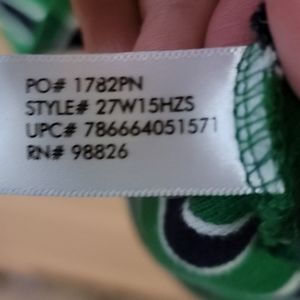 PO# 1782PN
STYLE# 27W15HZS
UPC# 786664051571
RN# 98826